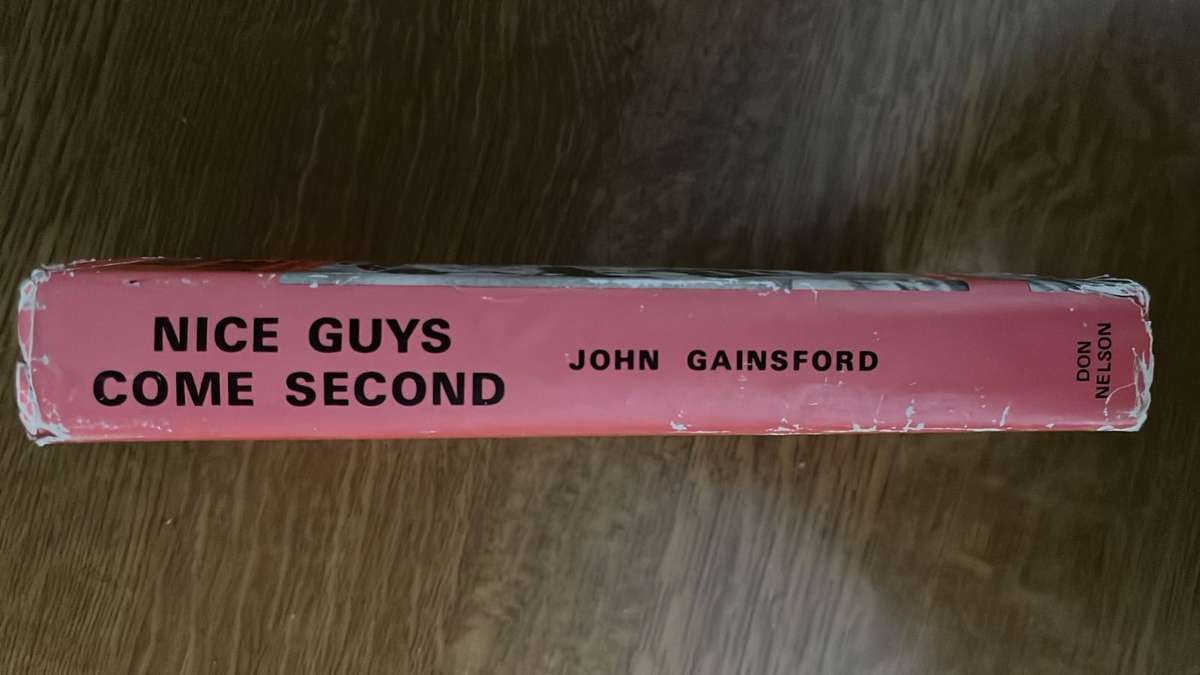 NICE GUYS
COME SECOND
JOHN GAINSFORD
DON
NELSON